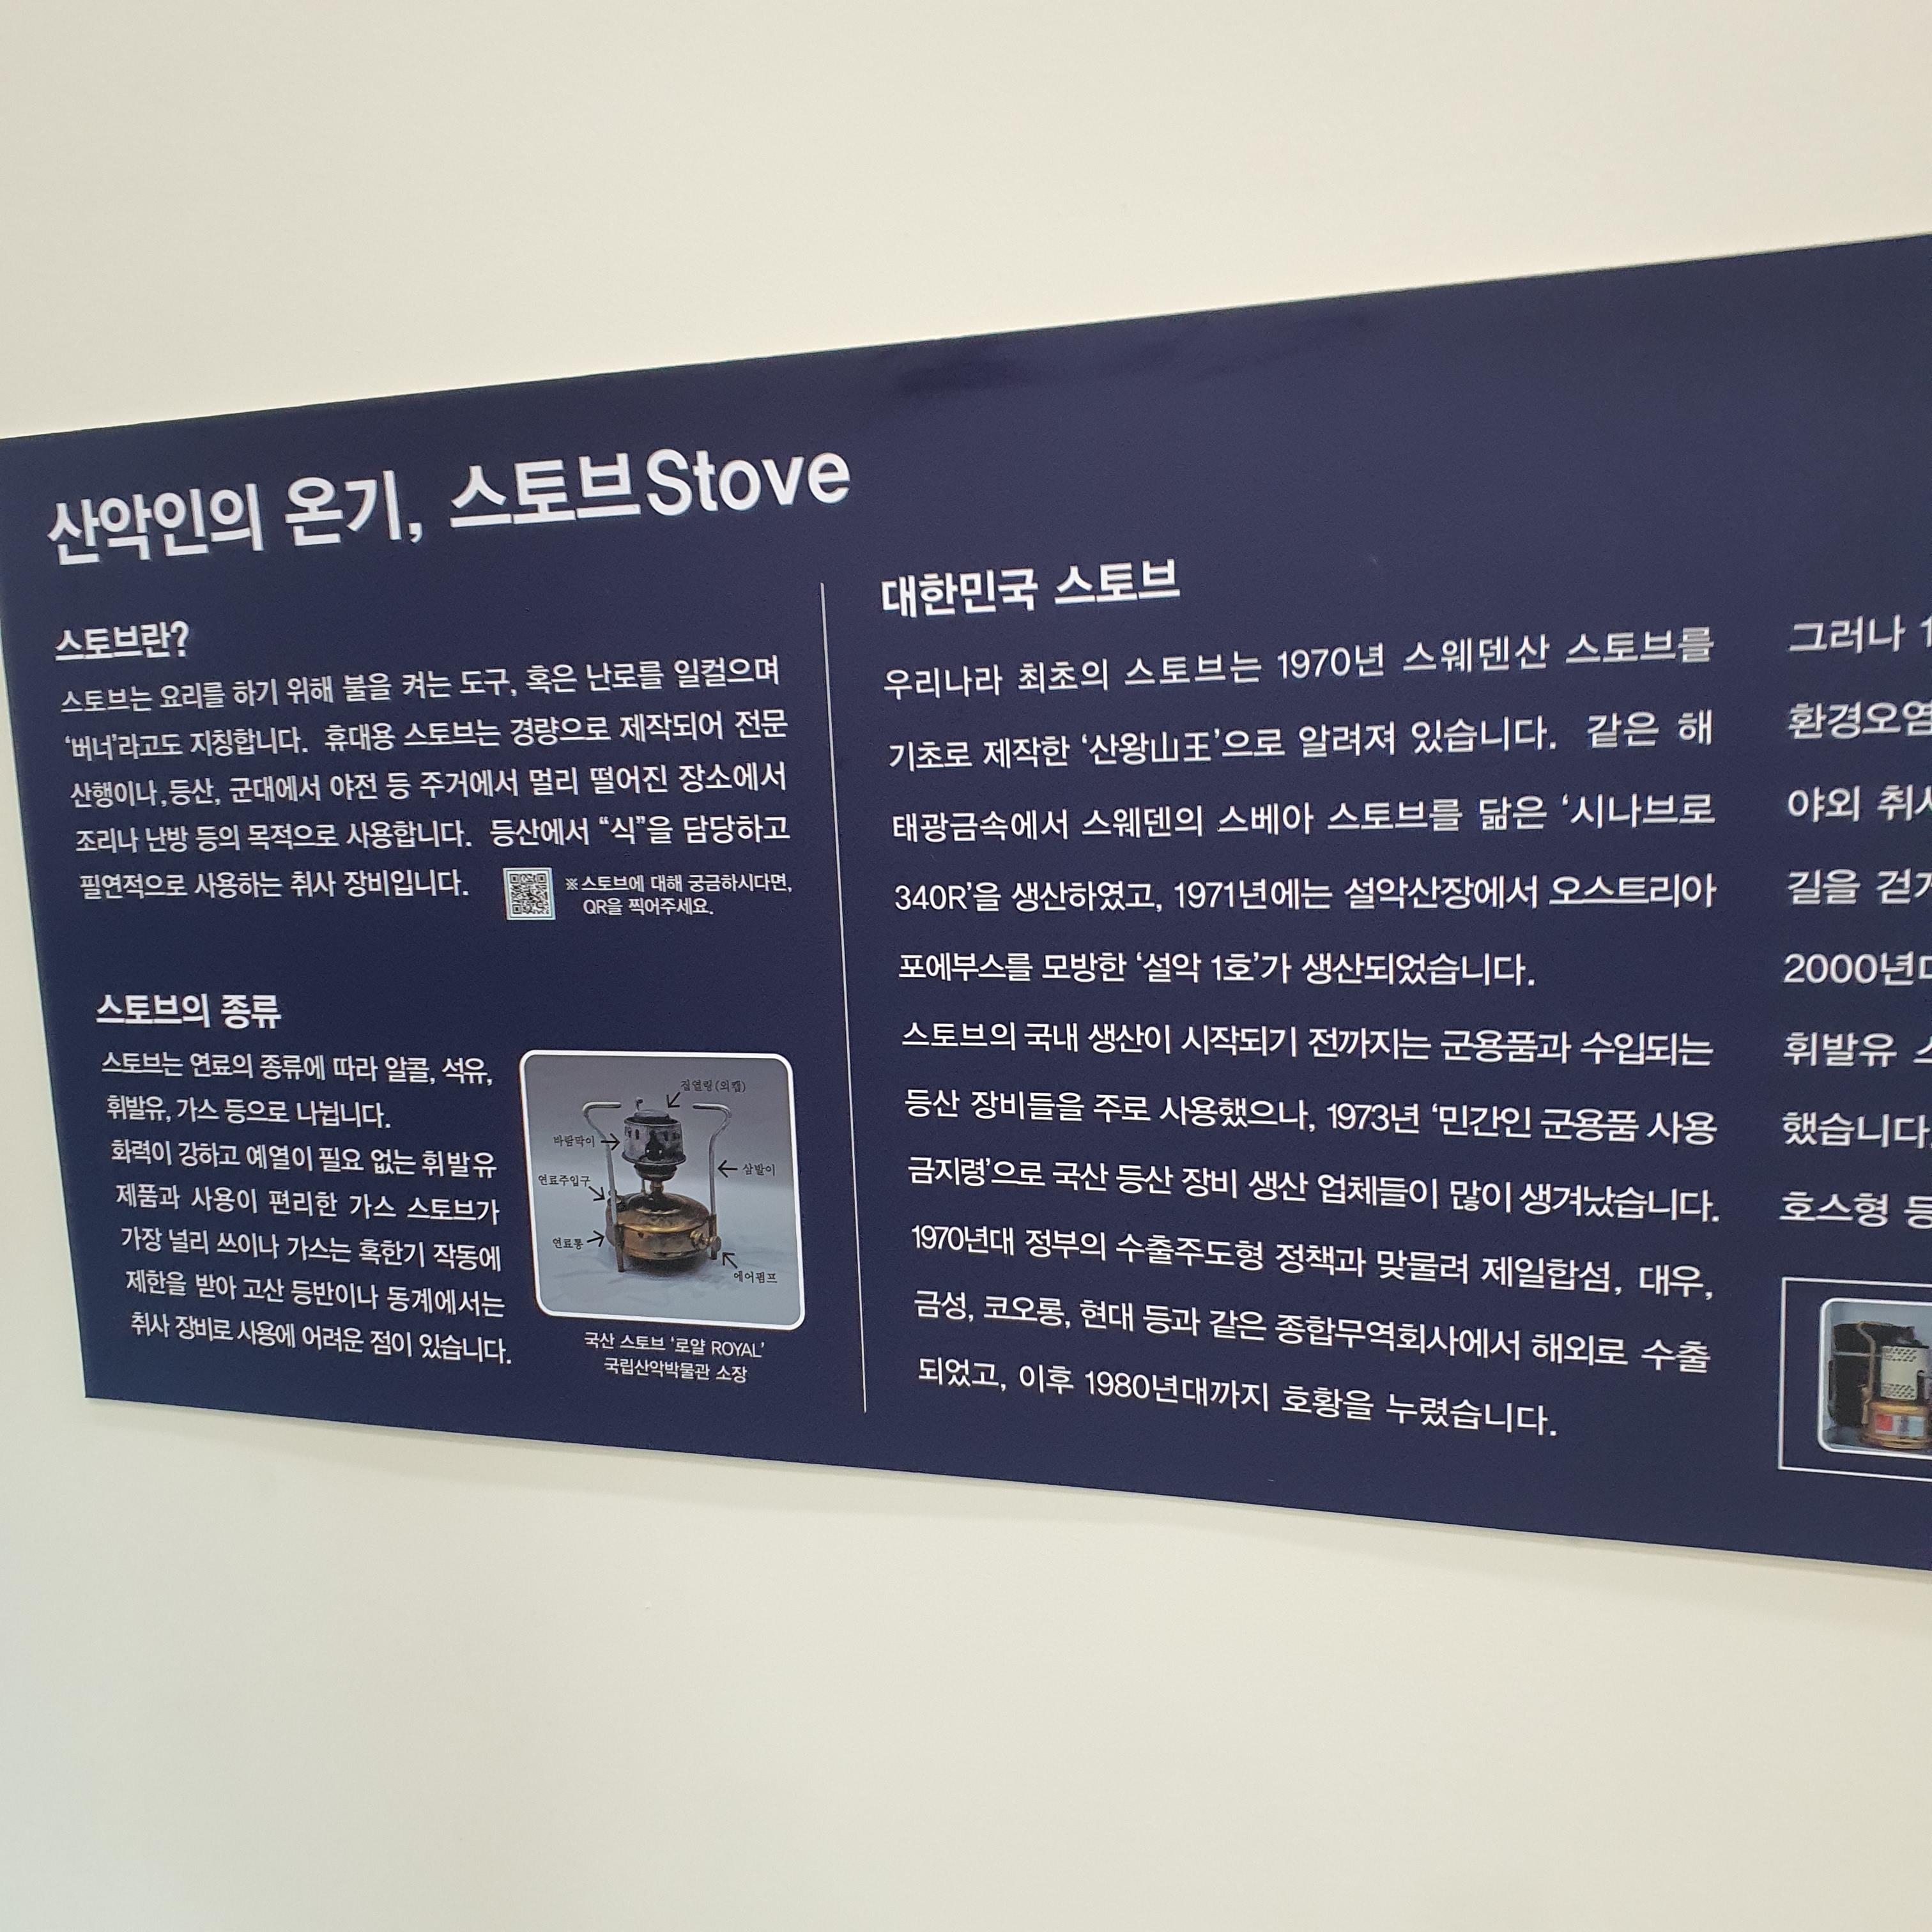 산악인의 온기, 스토브Stove
스토브란?
스토브는 요리를 하기 위해 불을 켜는 도구, 혹은 난로를 일컬으며
‘버너’라고도 지칭합니다. 휴대용 스토브는 경량으로 제작되어 전문
산행이나, 등산, 군대에서 야전 등 주거에서 멀리 떨어진 장소에서
조리나 난방 등의 목적으로 사용합니다. 등산에서 “식”을 담당하고
필연적으로 사용하는 취사 장비입니다.
※스토브에 대해 궁금하시다면,
QR을 찍어주세요.
스토브의 종류
스토브는 연료의 종류에 따라 알콜, 석유,
휘발유, 가스 등으로 나뉩니다.
화력이 강하고 예열이 필요 없는 휘발유
제품과 사용이 편리한 가스 스토브가
가장 널리 쓰이나 가스는 혹한기 작동에
제한을 받아 고산 등반이나 동계에서는
취사 장비로 사용에 어려운 점이 있습니다.
집열링(외캡)
바람막이
삼발이
연료주입구
연료통
에어펌프
국산 스토브 ‘로얄 ROYAL’
국립산악박물관 소장
대한민국 스토브
우리나라 최초의 스토브는 1970년 스웨덴산 스토브를
기초로 제작한 ‘산왕山王’으로 알려져 있습니다. 같은 해
태광금속에서 스웨덴의 스베아 스토브를 닮은 ‘시나브로
340R’을 생산하였고, 1971년에는 설악산장에서 오스트리아
포에부스를 모방한 ‘설악 1호’가 생산되었습니다.
스토브의 국내 생산이 시작되기 전까지는 군용품과 수입되는
등산 장비들을 주로 사용했으나, 1973년 ‘민간인 군용품 사용
금지령’으로 국산 등산 장비 생산 업체들이 많이 생겨났습니다.
1970년대 정부의 수출주도형 정책과 맞물려 제일합섬, 대우,
금성, 코오롱, 현대 등과 같은 종합무역회사에서 해외로 수출
되었고, 이후 1980년대까지 호황을 누렸습니다.
그러나
환경오염
야외
길을
2000년
휘발유
했습니다
호스형